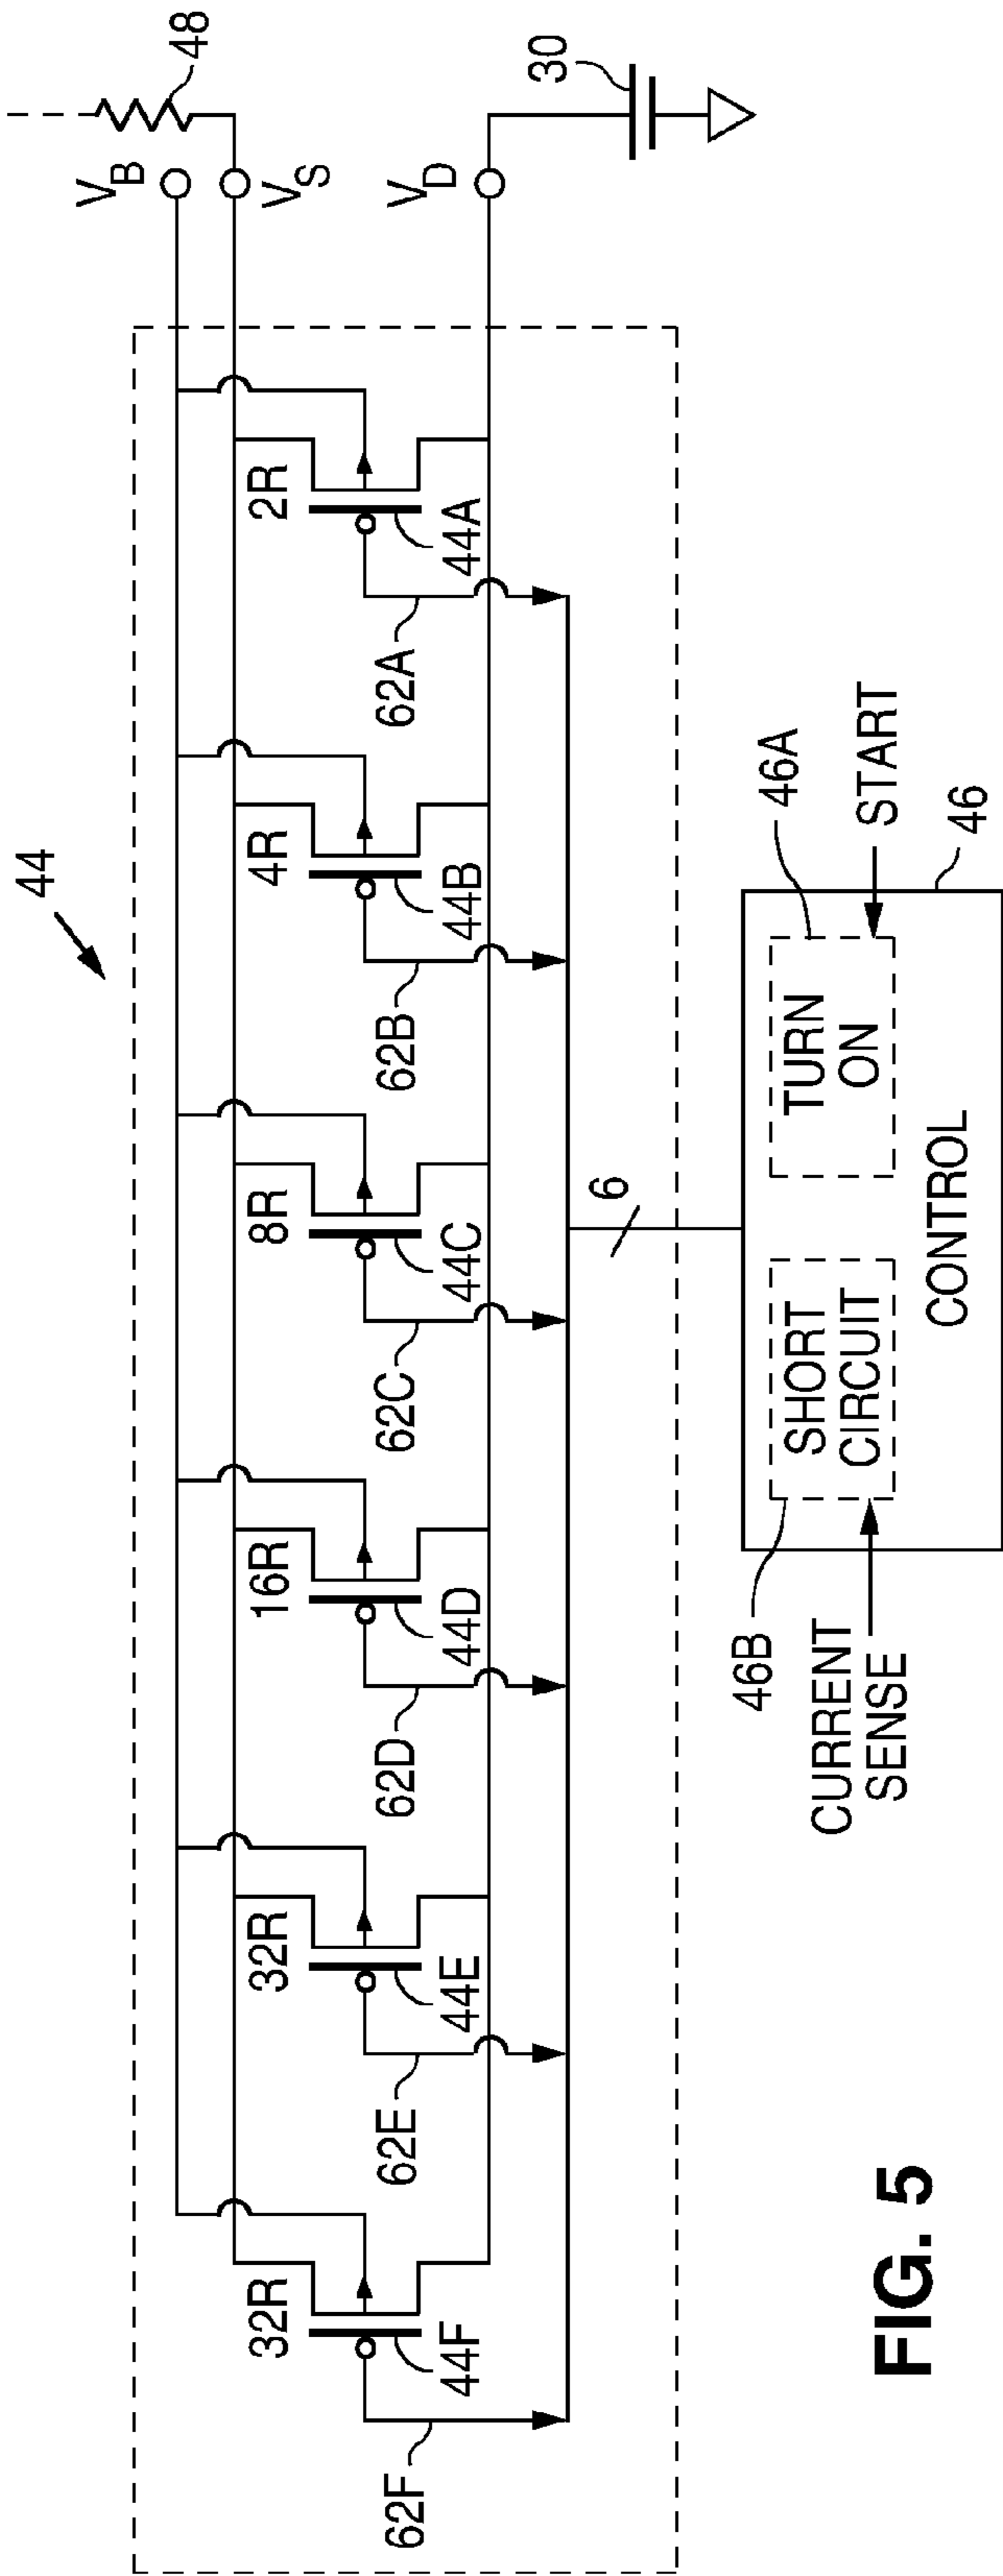 44
V_B
V_S
V_D
48
30
32R
32R
16R
8R
4R
2R
44F
44E
44D
44C
44B
44A
62F
62E
62D
62C
62B
62A
6
46B
CURRENT
SENSE
SHORT
CIRCUIT
TURN
ON
46A
START
CONTROL
46
FIG. 5